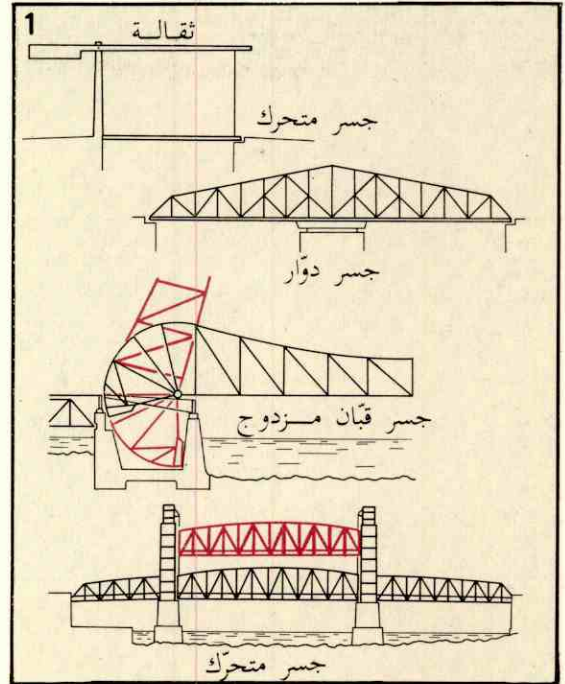 1
ثقالة
جسر متحرك
جسر دوّار
جسر قبّان مزدوج
جسر متحرّك